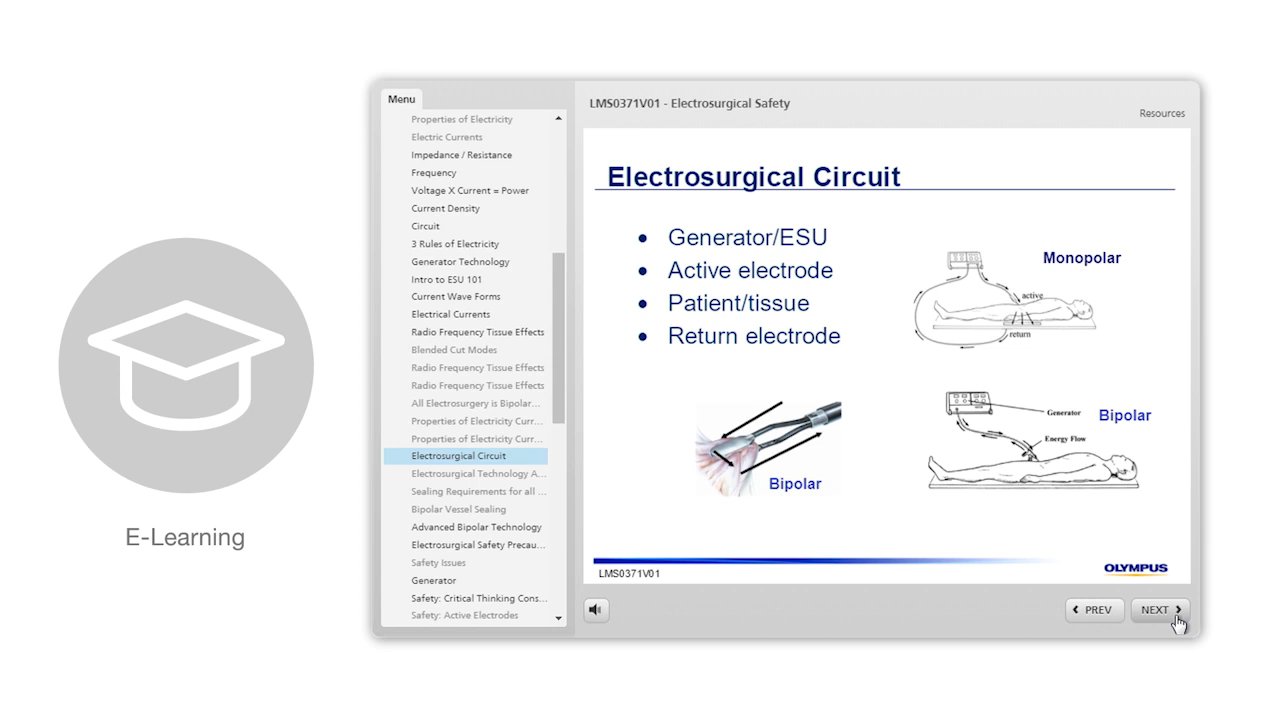 E-Learning
Menu
Properties of Electricity
Electric Currents
Impedance / Resistance
Frequency
Voltage X Current = Power
Current Density
Circuit
3 Rules of Electricity
Generator Technology
Intro to ESU 101
Current Wave Forms
Electrical Currents
Radio Frequency Tissue Effects
Blended Cut Modes
Radio Frequency Tissue Effects
Radio Frequency Tissue Effects
All Electrosurgery is Bipolar...
Properties of Electricity Curr...
Properties of Electricity Curr...
Electrosurgical Circuit
Electrosurgical Technology A...
Sealing Requirements for all ...
Bipolar Vessel Sealing
Advanced Bipolar Technology
Electrosurgical Safety Precau...
Safety Issues
Generator
Safety: Critical Thinking Cons...
Safety: Active Electrodes
LMS0371V01 - Electrosurgical Safety
Resources
Electrosurgical Circuit
• Generator/ESU
• Active electrode
• Patient/tissue
• Return electrode
Monopolar
active
return
Bipolar
Generator
Energy Flow
Bipolar
LMS0371V01
OLYMPUS
PREV
NEXT